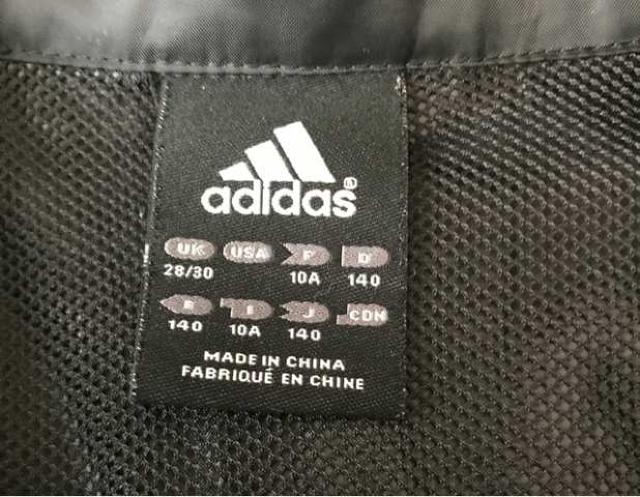 adidas®
UK USA F D
28/30 10A 140
E I J CDN
140 10A 140
MADE IN CHINA
FABRIQUÉ EN CHINE